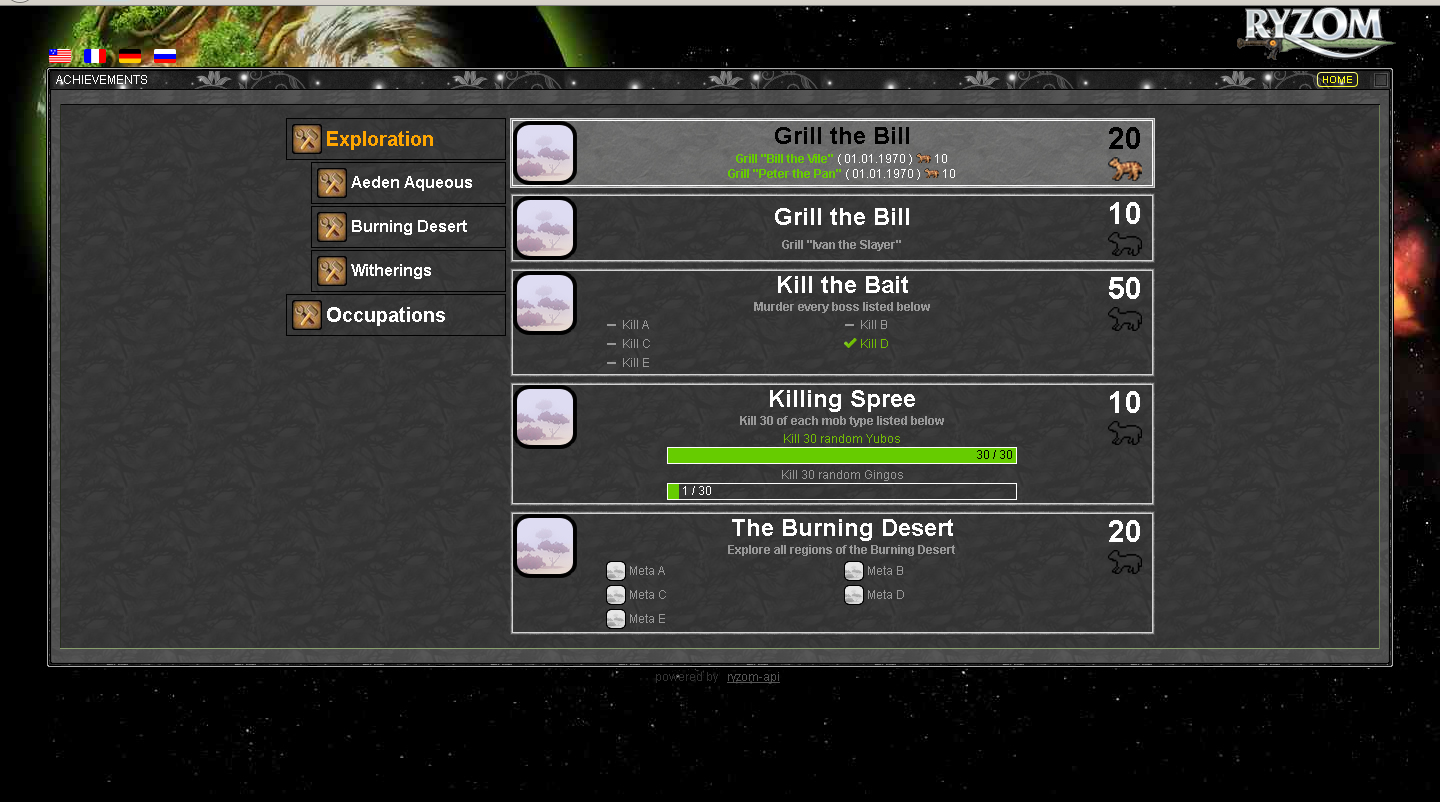 RYZOM
ACHIEVEMENTS
HOME
Exploration
Aeden Aqueous
Burning Desert
Witherings
Occupations
Grill the Bill
20
Grill "Bill the Vile" ( 01.01.1970 ) 10
Grill "Peter the Pan" ( 01.01.1970 ) 10
Grill the Bill
10
Grill "Ivan the Slayer"
Kill the Bait
50
Murder every boss listed below
Kill A
Kill B
Kill C
Kill D
Kill E
Killing Spree
10
Kill 30 of each mob type listed below
Kill 30 random Yubos
30 / 30
Kill 30 random Gingos
1 / 30
The Burning Desert
20
Explore all regions of the Burning Desert
Meta A
Meta B
Meta C
Meta D
Meta E
powered by ryzom-api